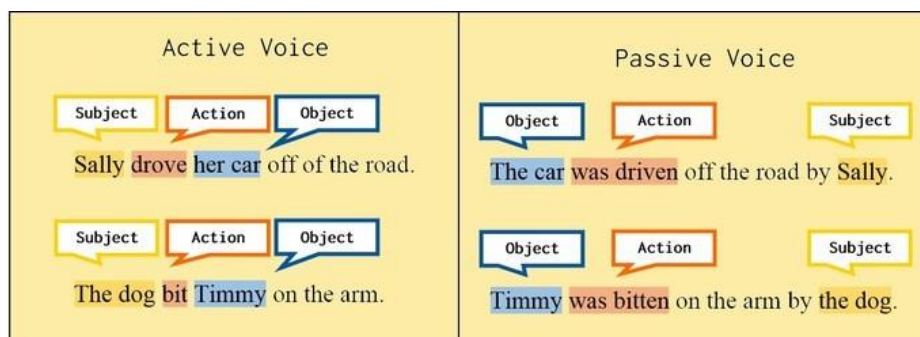 Active Voice
Subject Action Object
Sally drove her car off of the road.
Subject Action Object
The dog bit Timmy on the arm.
Passive Voice
Object Action Subject
The car was driven off the road by Sally.
Object Action Subject
Timmy was bitten on the arm by the dog.